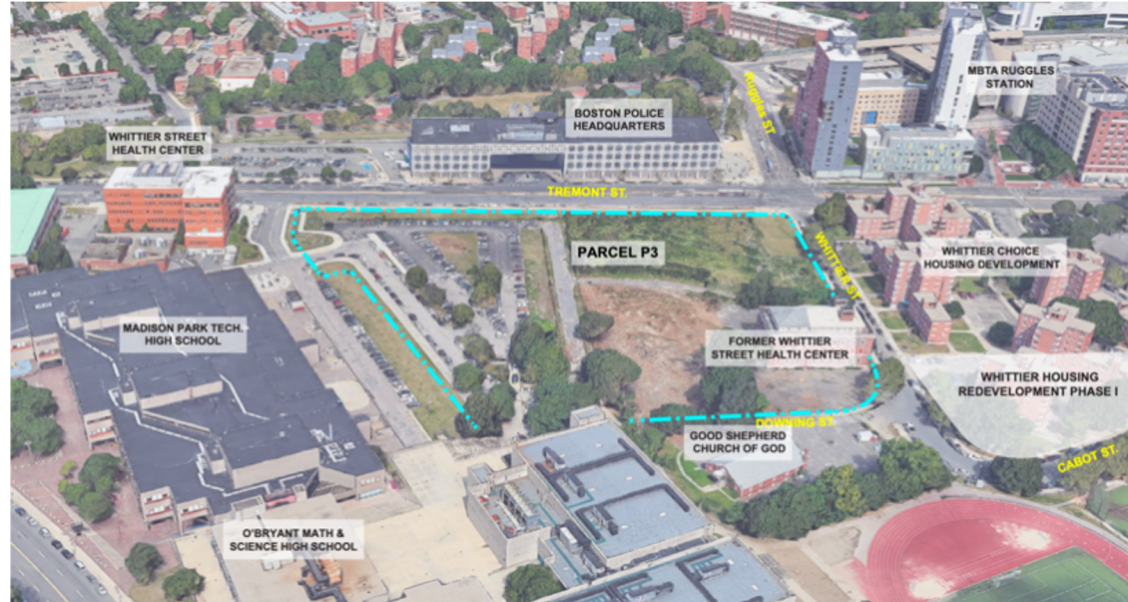 MBTA RUGGLES
STATION
Ruggles ST
BOSTON POLICE
HEADQUARTERS
WHITTIER STREET
HEALTH CENTER
TREMONT ST.
PARCEL P3
WHITTIER ST.
WHITTIER CHOICE
HOUSING DEVELOPMENT
MADISON PARK TECH.
HIGH SCHOOL
FORMER WHITTIER
STREET HEALTH CENTER
WHITTIER HOUSING
REDEVELOPMENT PHASE I
DOWNING ST.
GOOD SHEPHERD
CHURCH OF GOD
CABOT ST.
O'BRYANT MATH &
SCIENCE HIGH SCHOOL